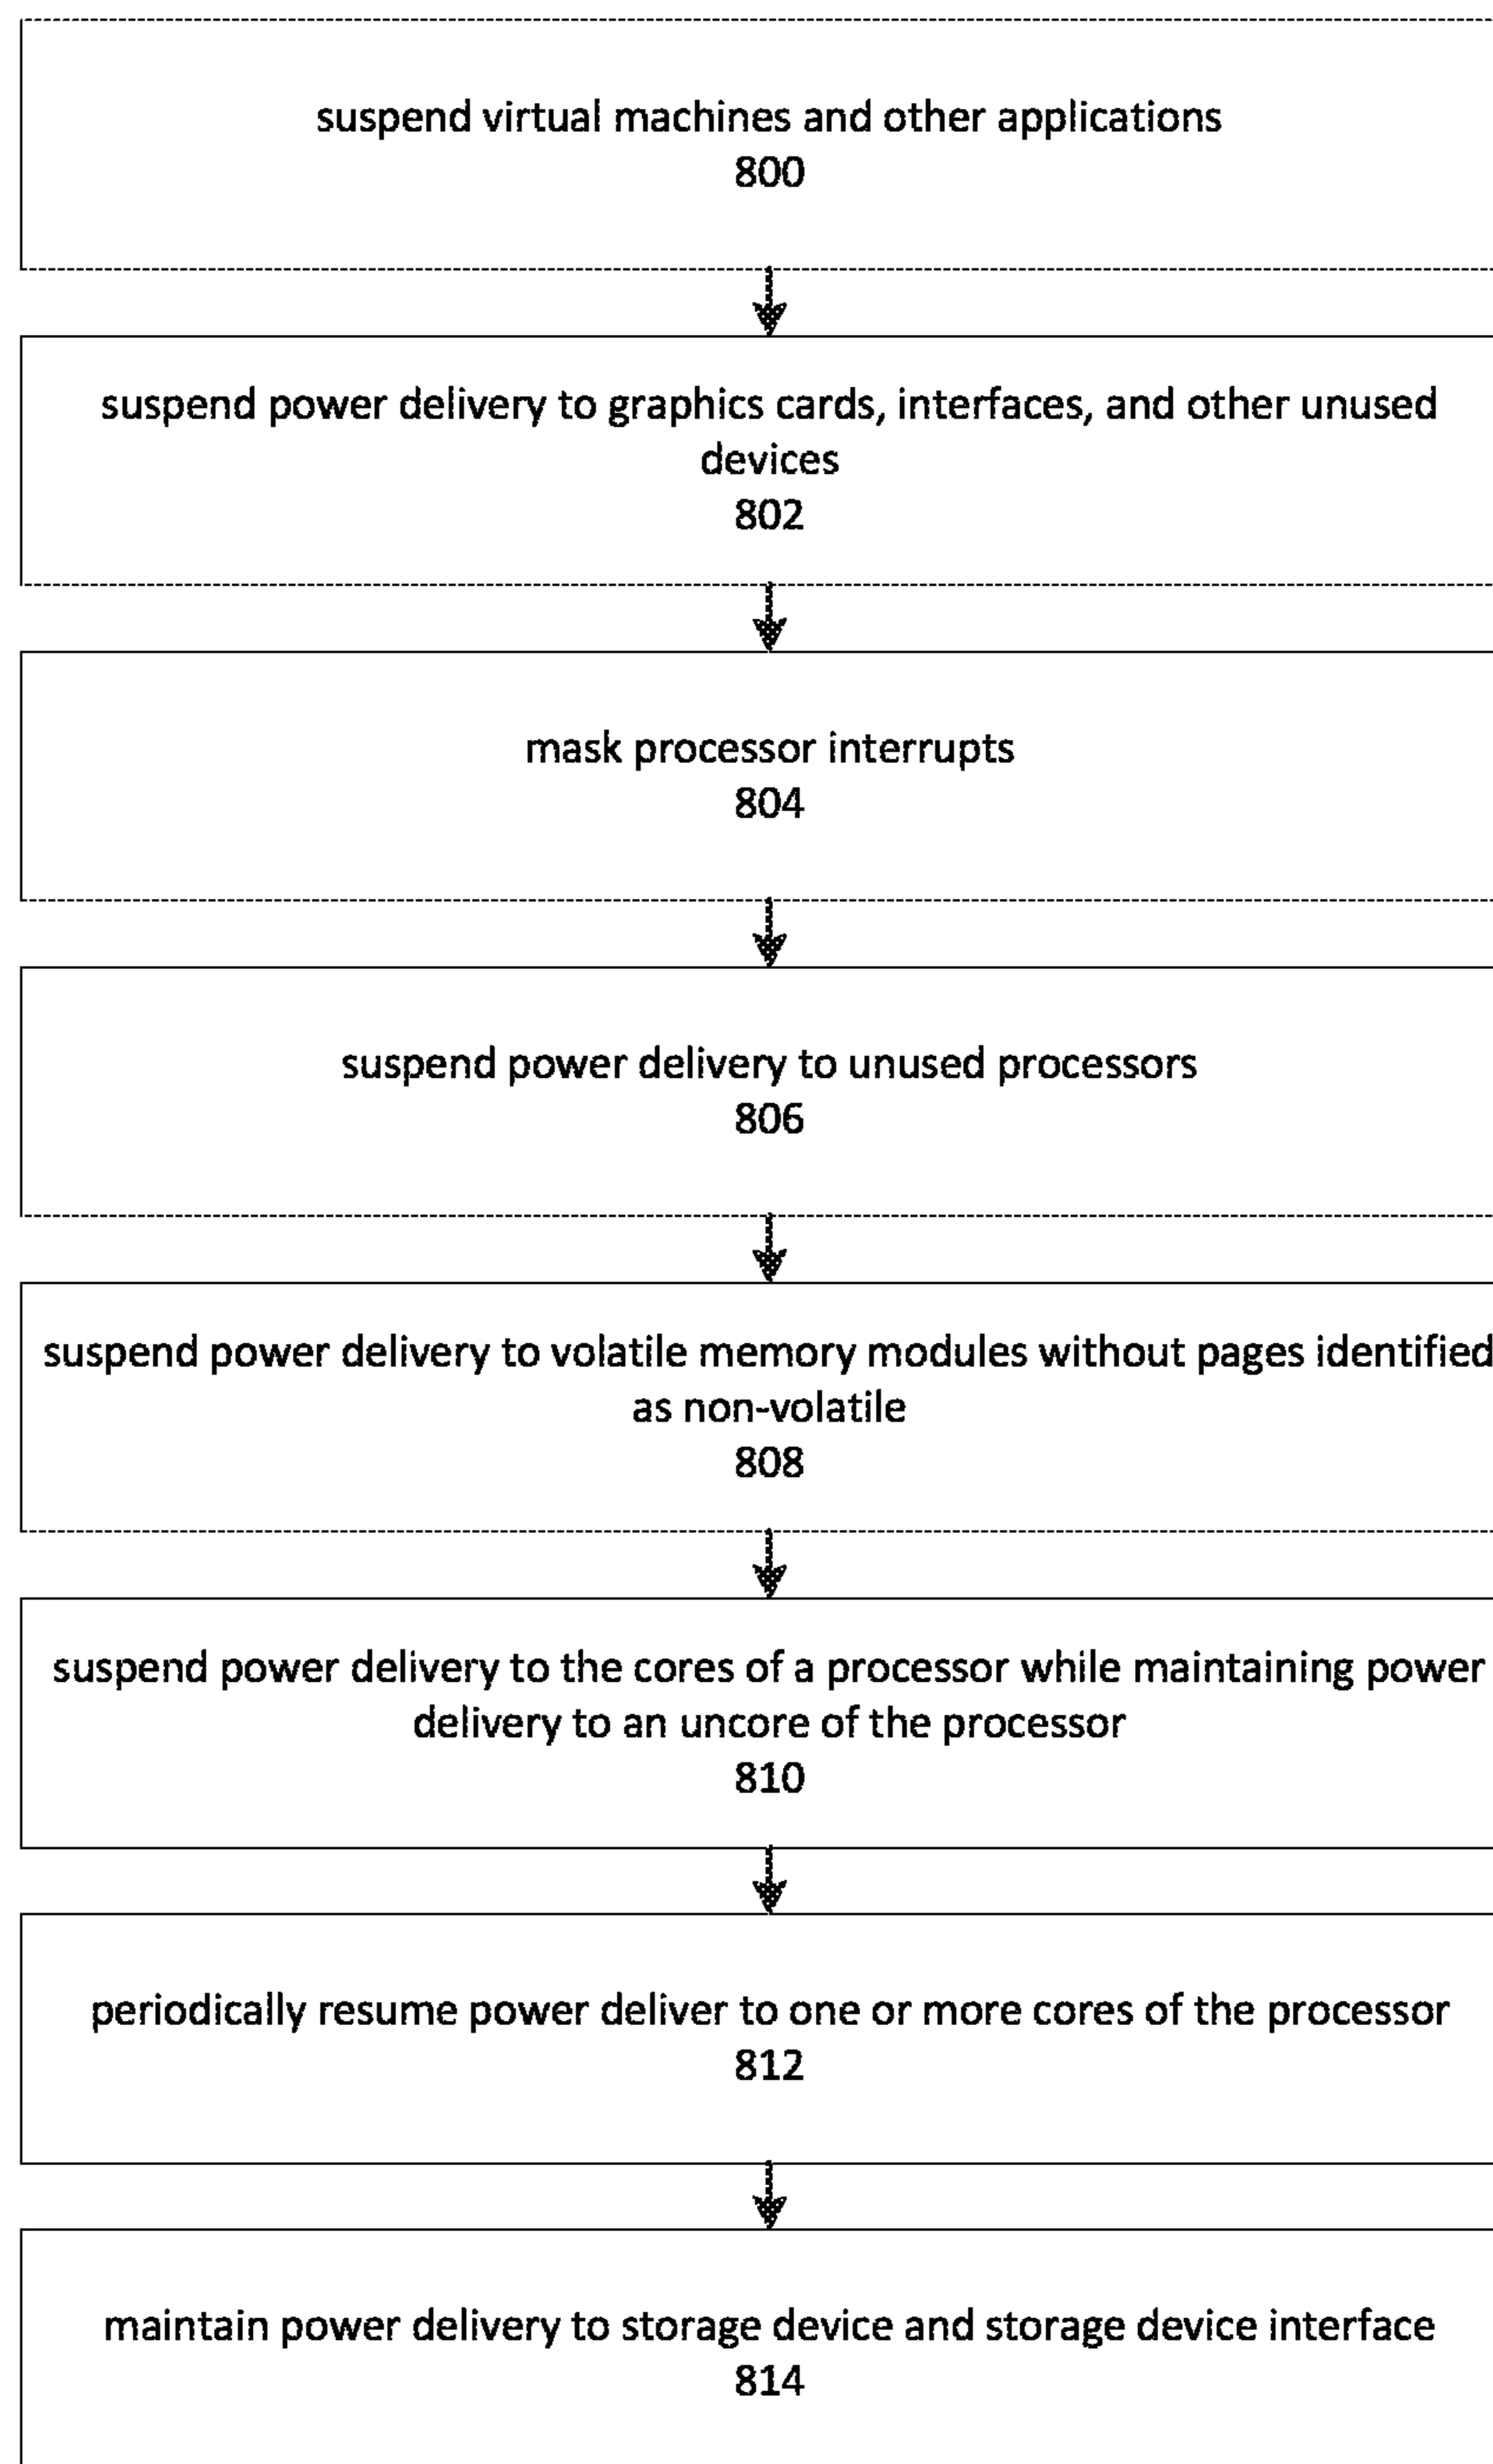 suspend virtual machines and other applications
800
suspend power delivery to graphics cards, interfaces, and other unused
devices
802
mask processor interrupts
804
suspend power delivery to unused processors
806
suspend power delivery to volatile memory modules without pages identified
as non-volatile
808
suspend power delivery to the cores of a processor while maintaining power
delivery to an uncore of the processor
810
periodically resume power deliver to one or more cores of the processor
812
maintain power delivery to storage device and storage device interface
814